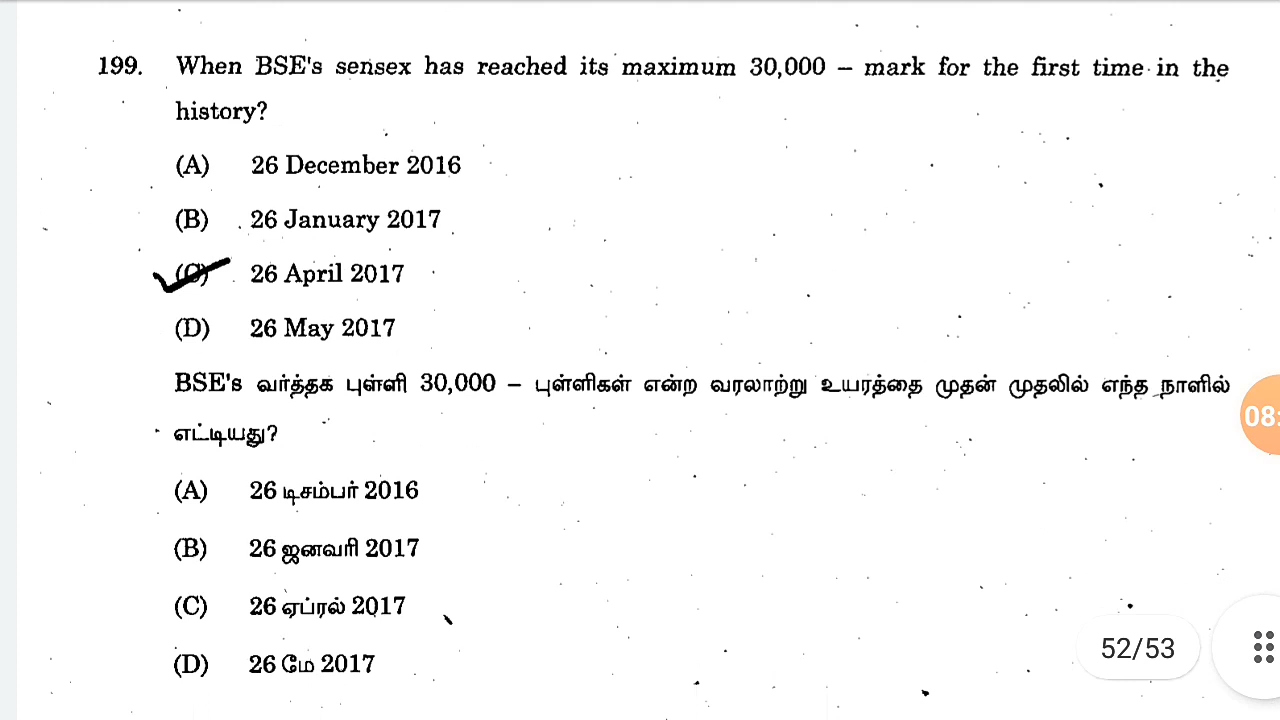 199. When BSE's sensex has reached its maximum 30,000 – mark for the first time in the
history?
(A) 26 December 2016
(B) 26 January 2017
(C) 26 April 2017
(D) 26 May 2017
BSE's வர்த்தக புள்ளி 30,000 – புள்ளிகள் என்ற வரலாற்று உயரத்தை முதன் முதலில் எந்த நாளில்
எட்டியது?
(A) 26 டிசம்பர் 2016
(B) 26 ஜனவரி 2017
(C) 26 ஏப்ரல் 2017
(D) 26 மே 2017
08:
52/53